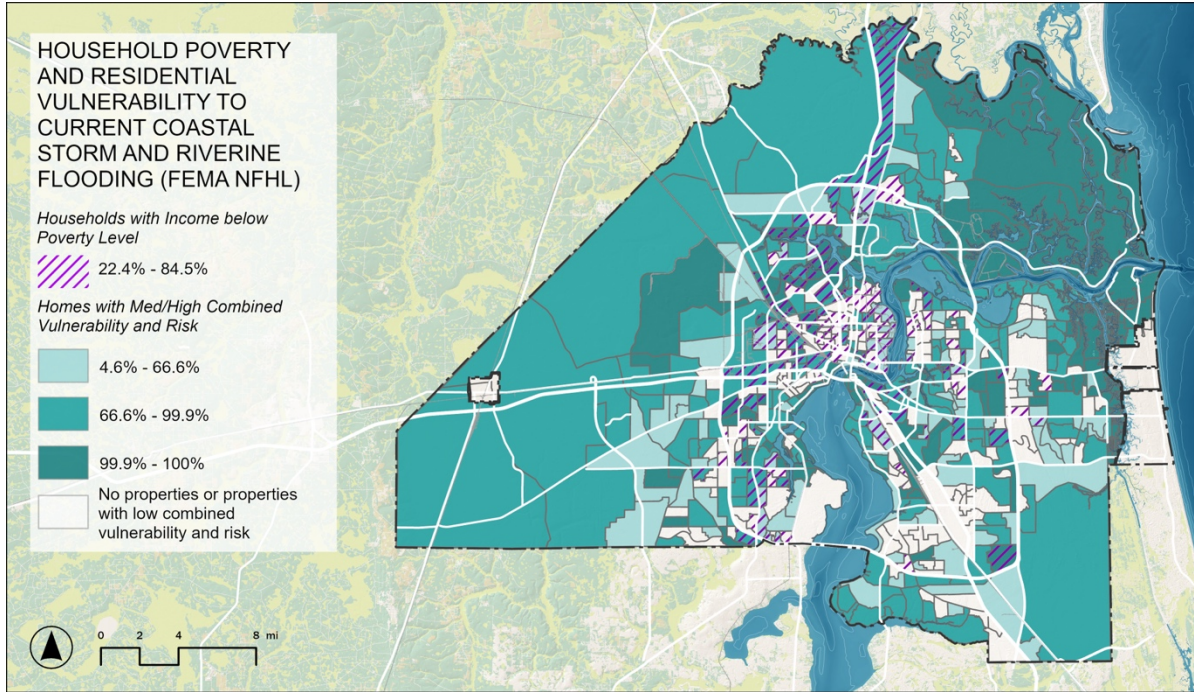 HOUSEHOLD POVERTY
AND RESIDENTIAL
VULNERABILITY TO
CURRENT COASTAL
STORM AND RIVERINE
FLOODING (FEMA NFHL)
Households with Income below
Poverty Level
22.4% - 84.5%
Homes with Med/High Combined
Vulnerability and Risk
4.6% - 66.6%
66.6% - 99.9%
99.9% - 100%
No properties or properties
with low combined
vulnerability and risk
0 2 4 8 mi